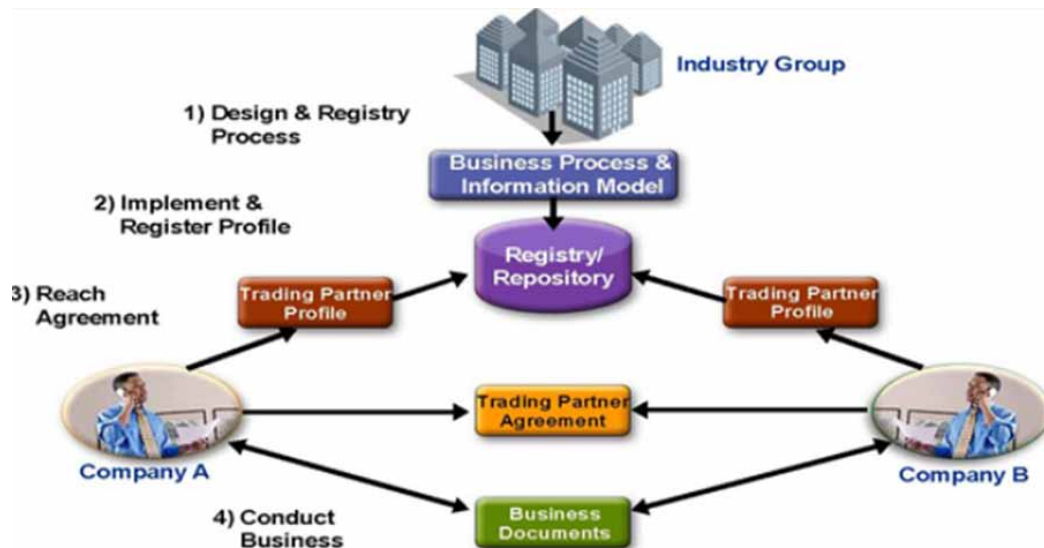 Industry Group
1) Design & Registry
Process
Business Process &
Information Model
2) Implement &
Register Profile
Registry/
Repository
3) Reach
Agreement
Trading Partner
Profile
Trading Partner
Profile
Trading Partner
Agreement
Company A
Company B
4) Conduct
Business
Business
Documents